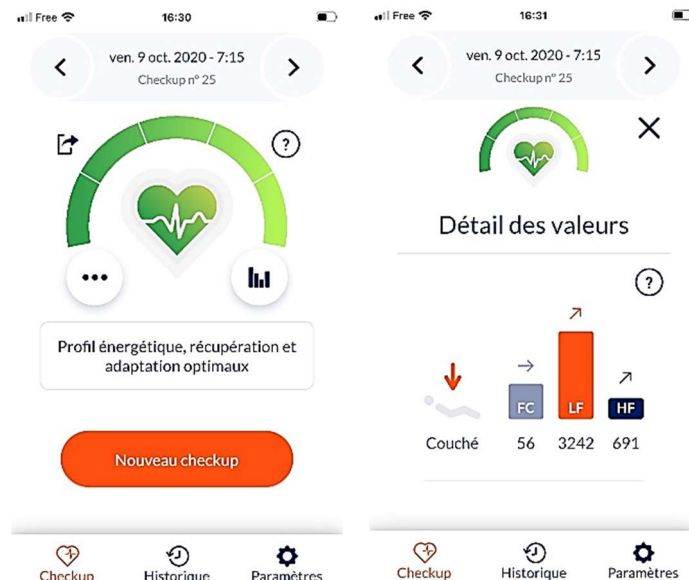 Free
16:30
ven. 9 oct. 2020 - 7:15
Checkup n° 25
?
Profil énergétique, récupération et
adaptation optimaux
Nouveau checkup
Checkup
Historique
Paramètres
Free
16:31
ven. 9 oct. 2020 - 7:15
Checkup n° 25
Détail des valeurs
?
FC
LF
HF
Couché
56
3242
691
Checkup
Historique
Paramètres